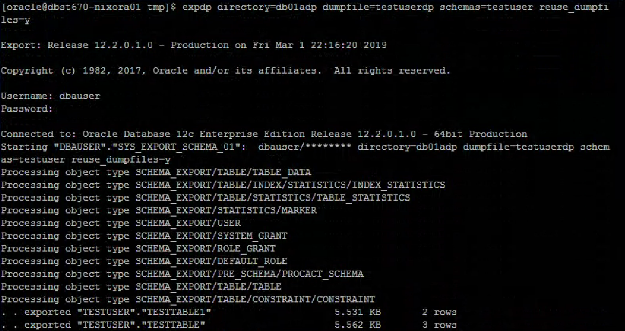 [oracle@dbst670-nixora01 tmp]$ expdp directory=db01adp dumpfile=testuserdp schemas=testuser reuse_dumpfi
les=y
Export: Release 12.2.0.1.0 - Production on Fri Mar 1 22:16:20 2019
Copyright (c) 1982, 2017, Oracle and/or its affiliates.  All rights reserved.
Username: dbauser
Password:
Connected to: Oracle Database 12c Enterprise Edition Release 12.2.0.1.0 - 64bit Production
Starting "DBAUSER"."SYS_EXPORT_SCHEMA_01":  dbauser/******** directory=db01adp dumpfile=testuserdp schem
as=testuser reuse_dumpfiles=y
Processing object type SCHEMA_EXPORT/TABLE/TABLE_DATA
Processing object type SCHEMA_EXPORT/TABLE/INDEX/STATISTICS/INDEX_STATISTICS
Processing object type SCHEMA_EXPORT/TABLE/STATISTICS/TABLE_STATISTICS
Processing object type SCHEMA_EXPORT/STATISTICS/MARKER
Processing object type SCHEMA_EXPORT/USER
Processing object type SCHEMA_EXPORT/SYSTEM_GRANT
Processing object type SCHEMA_EXPORT/ROLE_GRANT
Processing object type SCHEMA_EXPORT/DEFAULT_ROLE
Processing object type SCHEMA_EXPORT/PRE_SCHEMA/PROCACT_SCHEMA
Processing object type SCHEMA_EXPORT/TABLE/TABLE
Processing object type SCHEMA_EXPORT/TABLE/CONSTRAINT/CONSTRAINT
. . exported "TESTUSER"."TESTTABLE1" 5.531 KB 2 rows
. . exported "TESTUSER"."TESTTABLE" 5.562 KB 3 rows